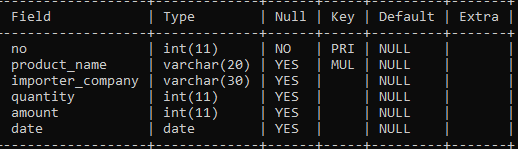 Field | Type | Null | Key | Default | Extra |
no | int(11) | NO | PRI | NULL | |
product_name | varchar(20) | YES | MUL | NULL | |
importer_company | varchar(30) | YES | | NULL | |
quantity | int(11) | YES | | NULL | |
amount | int(11) | YES | | NULL | |
date | date | YES | | NULL | |